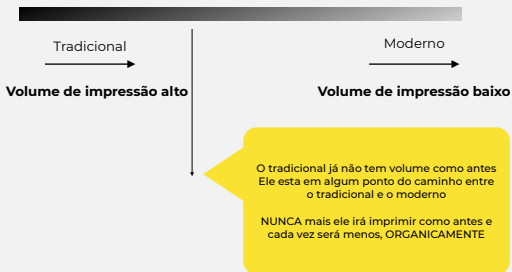 Tradicional
Moderno
Volume de impressão alto
Volume de impressão baixo
O tradicional já não tem volume como antes
Ele esta em algum ponto do caminho entre
o tradicional e o moderno
NUNCA mais ele irá imprimir como antes e
cada vez será menos, ORGANICAMENTE